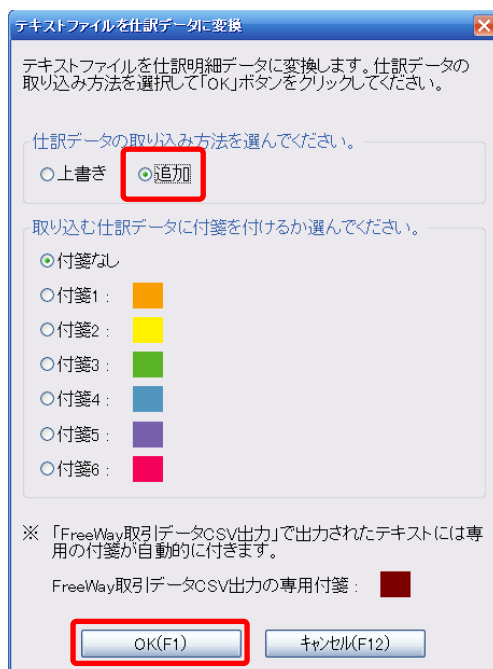 テキストファイルを仕訳データに変換
テキストファイルを仕訳明細データに変換します。仕訳データの
取り込み方法を選択して「OK」ボタンをクリックしてください。
仕訳データの取り込み方法を選んでください。
上書き 追加
取り込む仕訳データに付箋を付けるか選んでください。
付箋なし
付箋1：
付箋2：
付箋3：
付箋4：
付箋5：
付箋6：
※ 「FreeWay取引データCSV出力」で出力されたテキストには専
用の付箋が自動的に付きます。
FreeWay取引データCSV出力の専用付箋：
OK(F1) キャンセル(F12)